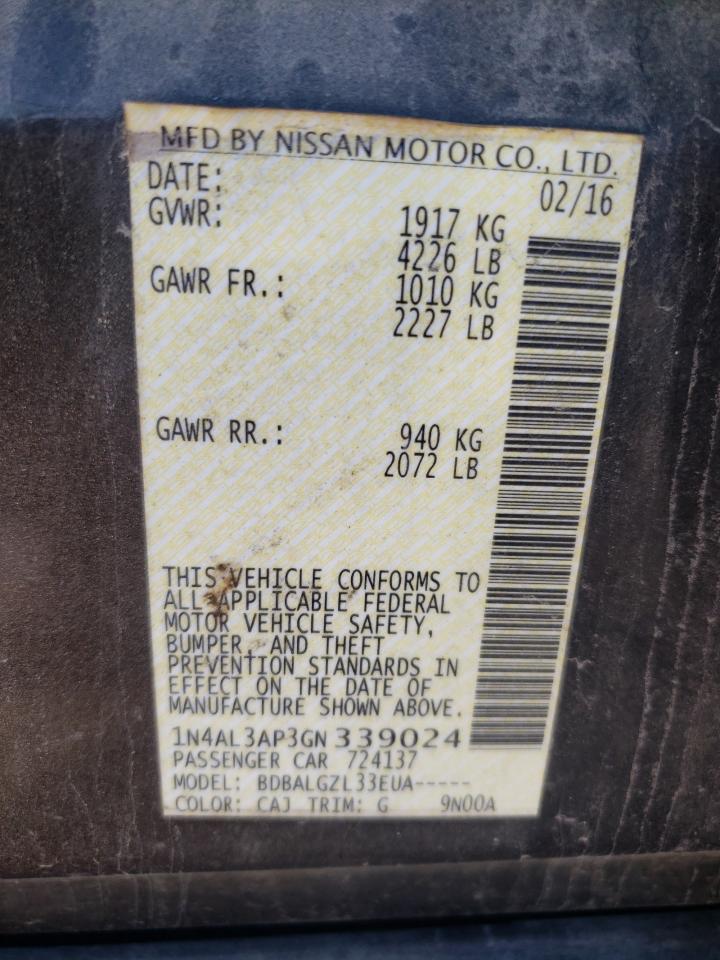 MFD BY NISSAN MOTOR CO., LTD.
DATE: 02/16
GVWR: 1917 KG
4226 LB
GAWR FR.: 1010 KG
2227 LB
GAWR RR.: 940 KG
2072 LB
THIS VEHICLE CONFORMS TO
ALL APPLICABLE FEDERAL
MOTOR VEHICLE SAFETY,
BUMPER, AND THEFT
PREVENTION STANDARDS IN
EFFECT ON THE DATE OF
MANUFACTURE SHOWN ABOVE.
1N4AL3AP3GN 339024
PASSENGER CAR 724137
MODEL: BDBALGZL33EUA-----
COLOR: CAJ TRIM: G 9N00A